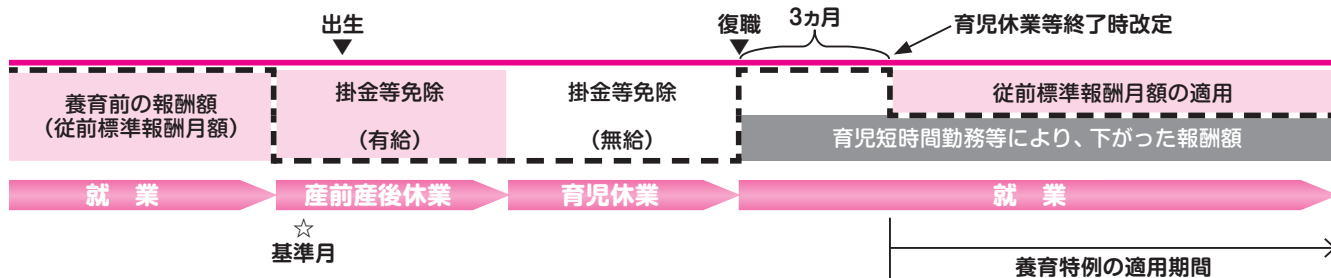 出生
▼
復職
▼
3ヵ月
育児休業等終了時改定
養育前の報酬額
（従前標準報酬月額）
掛金等免除
（有給）
掛金等免除
（無給）
従前標準報酬月額の適用
育児短時間勤務等により、下がった報酬額
就　業
産前産後休業
育児休業
就　業
☆
基準月
養育特例の適用期間